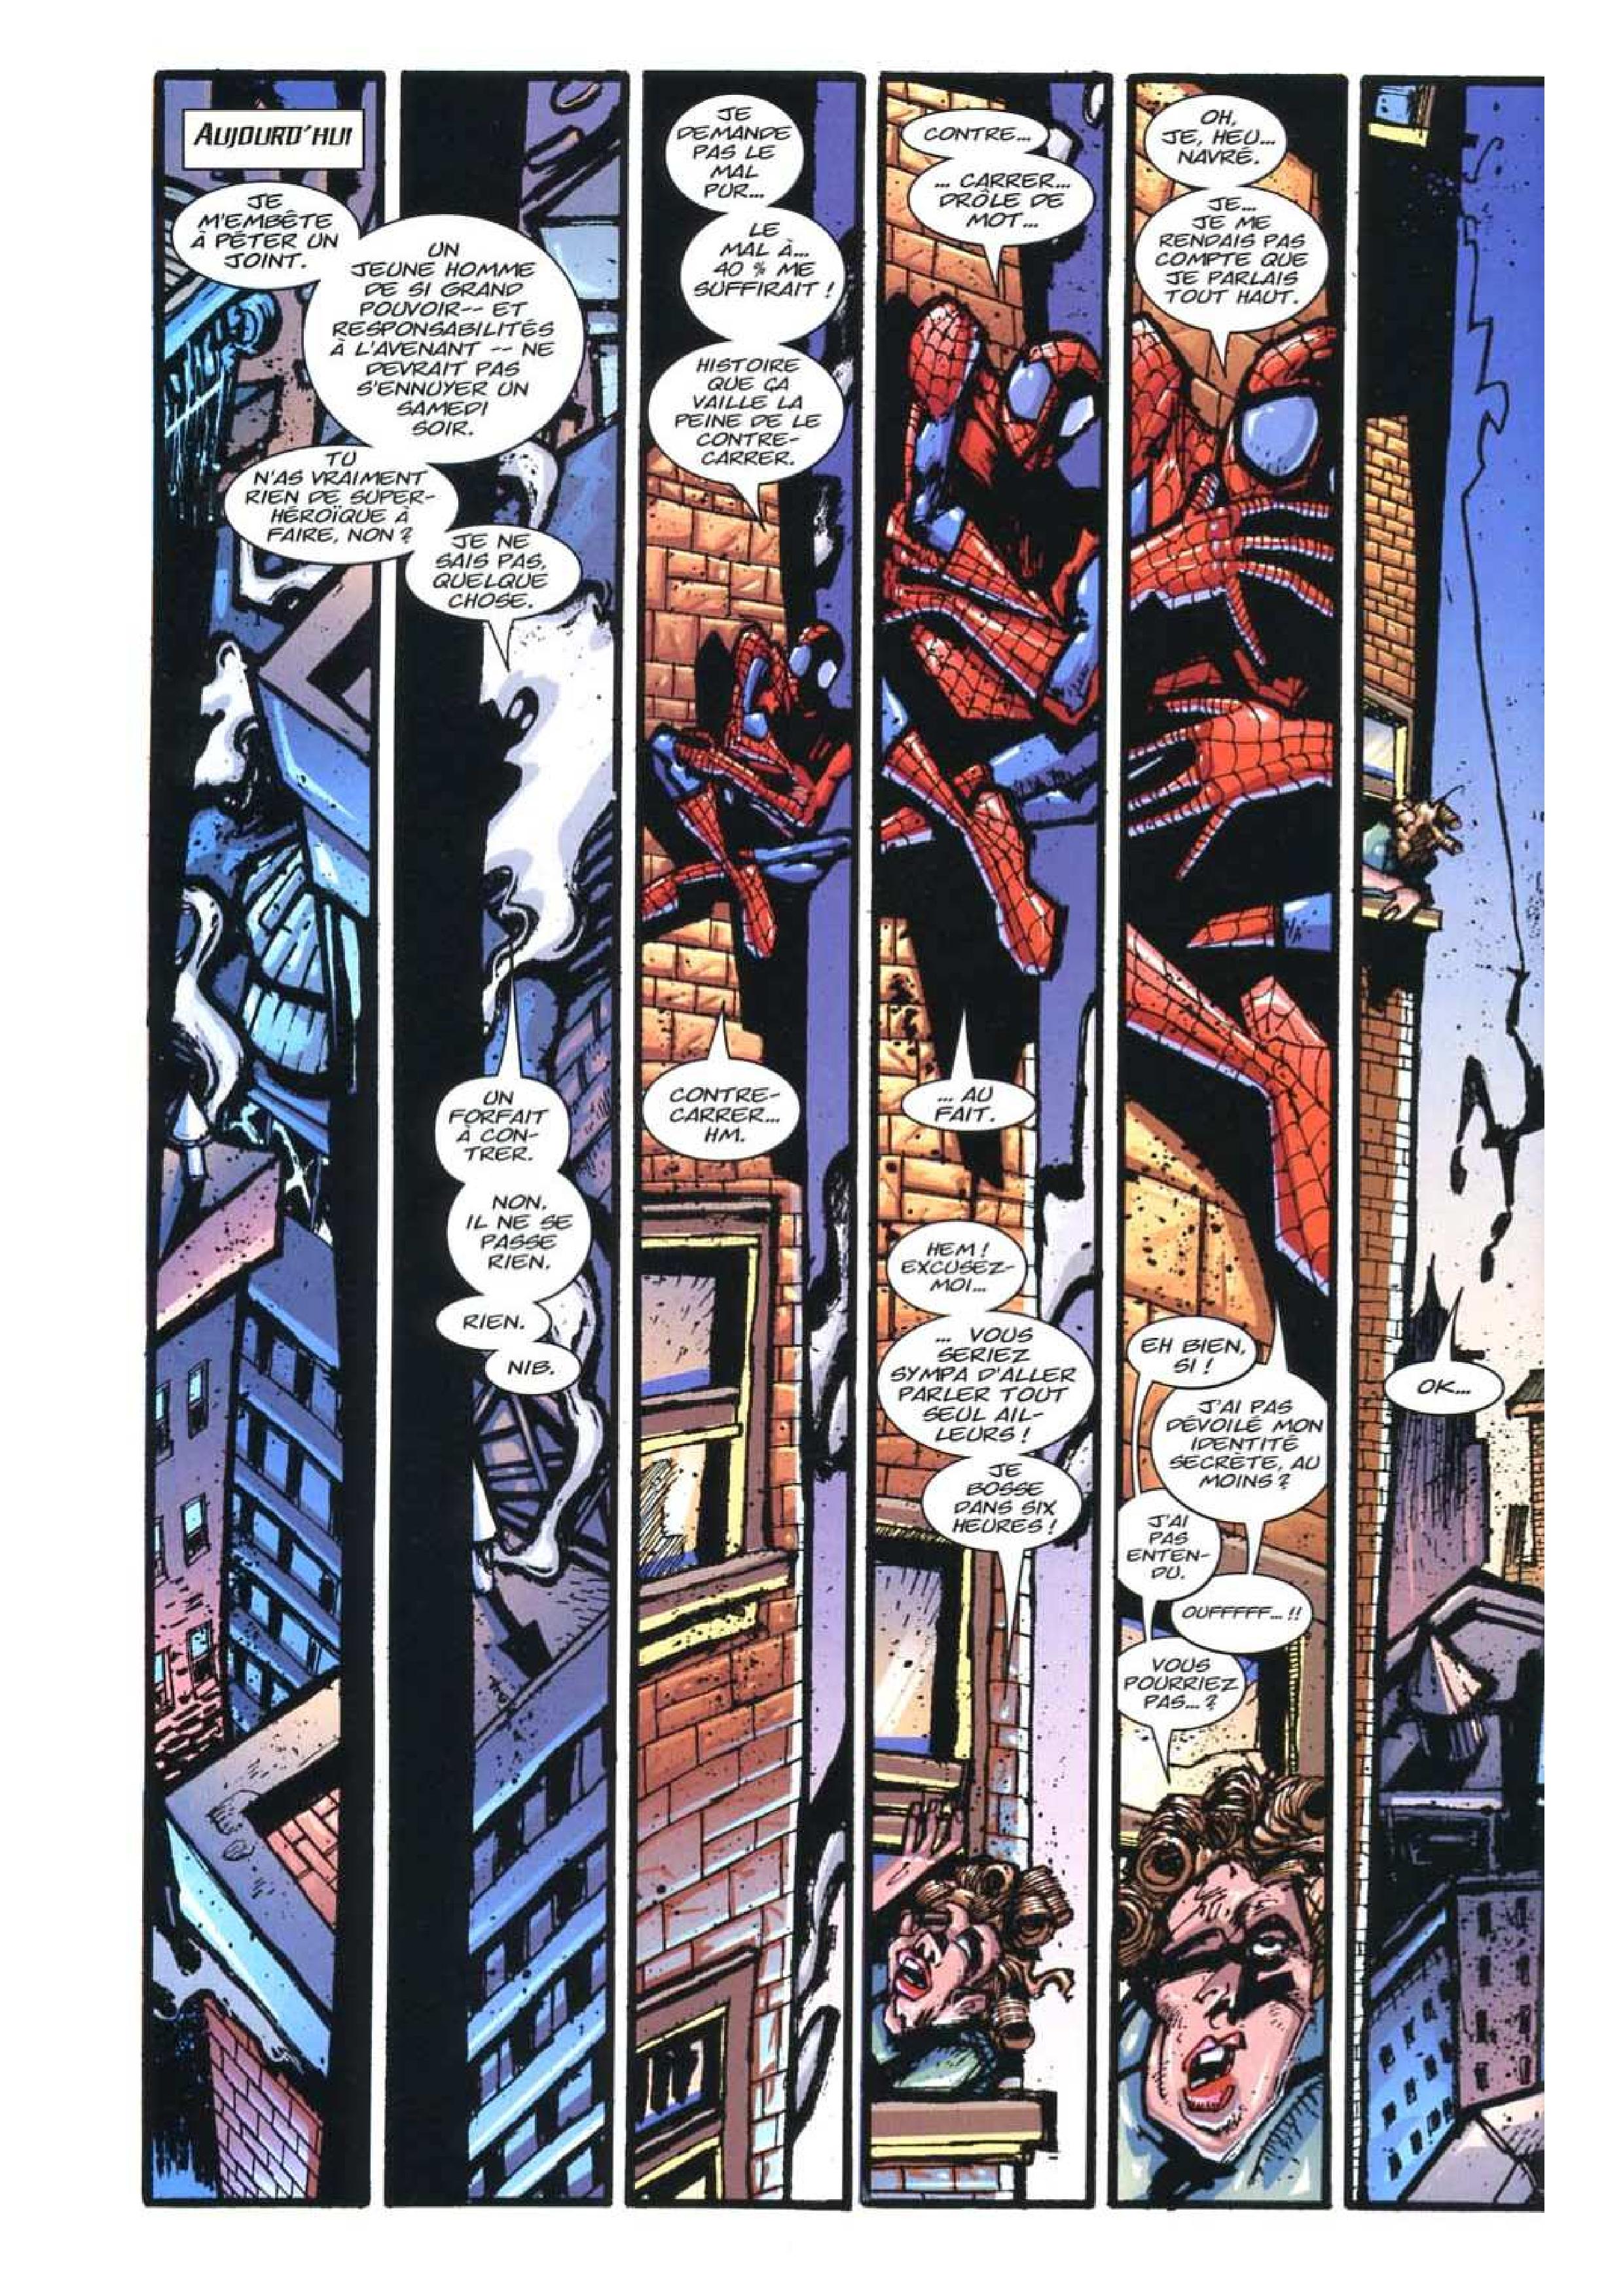 AUJOURD'HUI
JE
M'EMBÊTE
À PÉTER UN
JOINT.
UN
JEUNE HOMME
DE SI GRAND
POUVOIR-- ET
RESPONSABILITÉS
À L'AVENANT -- NE
DEVRAIT PAS
S'ENNUYER UN
SAMEDI
SOIR.
TU
N'AS VRAIMENT
RIEN DE SUPER-
HÉROÏQUE À
FAIRE, NON ?
JE NE
SAIS PAS,
QUELQUE
CHOSE.
UN
FORFAIT
À CON-
TRER.
NON.
IL NE SE
PASSE
RIEN.
RIEN.
NIB.
JE
DEMANDE
PAS LE
MAL
PUR...
LE
MAL À...
40 % ME
SUFFIRAIT !
HISTOIRE
QUE ÇA
VAILLE LA
PEINE DE LE
CONTRE-
CARRER.
CONTRE-
CARRER...
HM.
CONTRE...
... CARRER...
DRÔLE DE
MOT...
... AU
FAIT.
HEM !
EXCUSEZ-
MOI...
... VOUS
SERIEZ
SYMPA D'ALLER
PARLER TOUT
SEUL AIL-
LEURS !
JE
BOSSE
DANS SIX
HEURES !
OH,
JE, HEU...
NAVRÉ.
JE...
JE ME
RENDAIS PAS
COMPTE QUE
JE PARLAIS
TOUT HAUT.
EH BIEN,
SI !
J'AI PAS
DÉVOILÉ MON
IDENTITÉ
SECRÈTE, AU
MOINS ?
J'AI
PAS
ENTEN-
DU.
OUFFFFF...!!
VOUS
POURRIEZ
PAS... ?
OK...